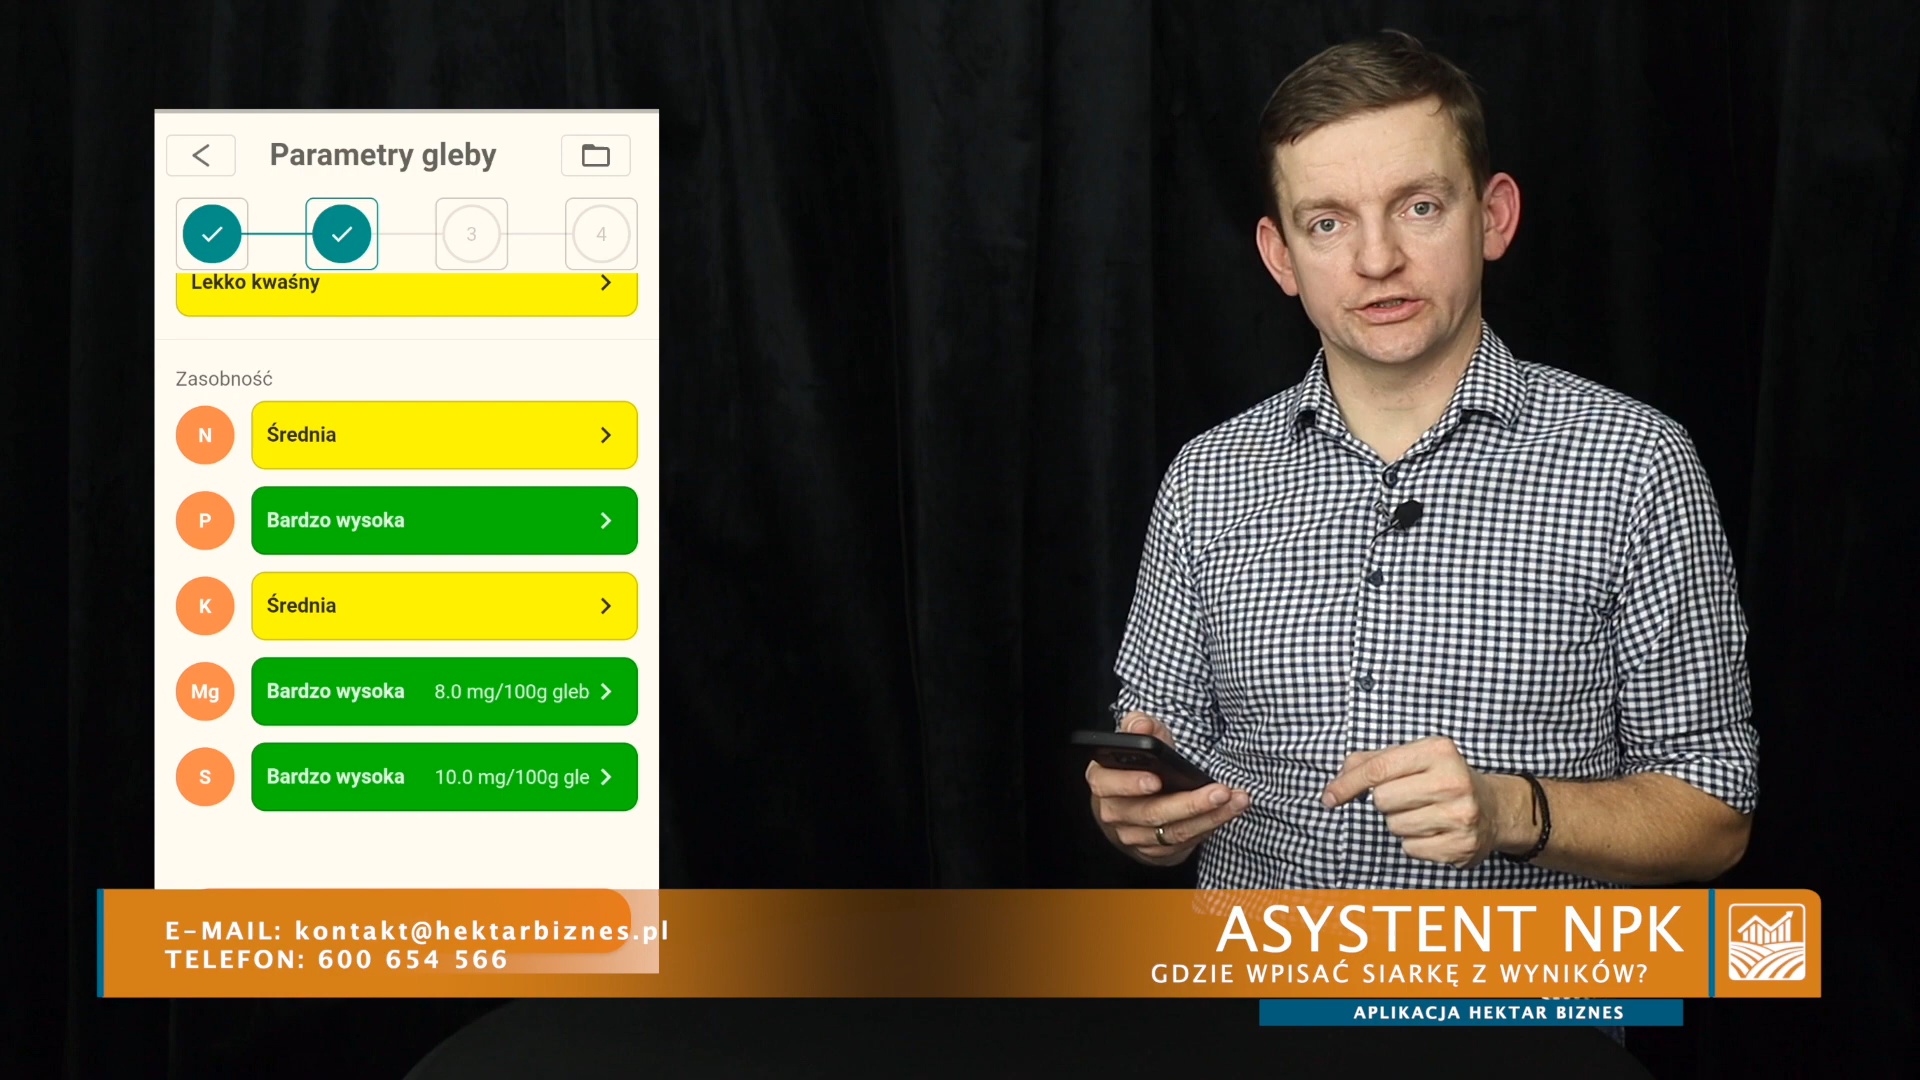 Parametry gleby
3
4
Lekko kwaśny
Zasobność
N
Średnia
P
Bardzo wysoka
K
Średnia
Mg
Bardzo wysoka 8.0 mg/100g gleb
S
Bardzo wysoka 10.0 mg/100g gle
E-MAIL: kontakt@hektarbiznes.pl
TELEFON: 600 654 566
ASYSTENT NPK
GDZIE WPISAĆ SIARKĘ Z WYNIKÓW?
APLIKACJA HEKTAR BIZNES